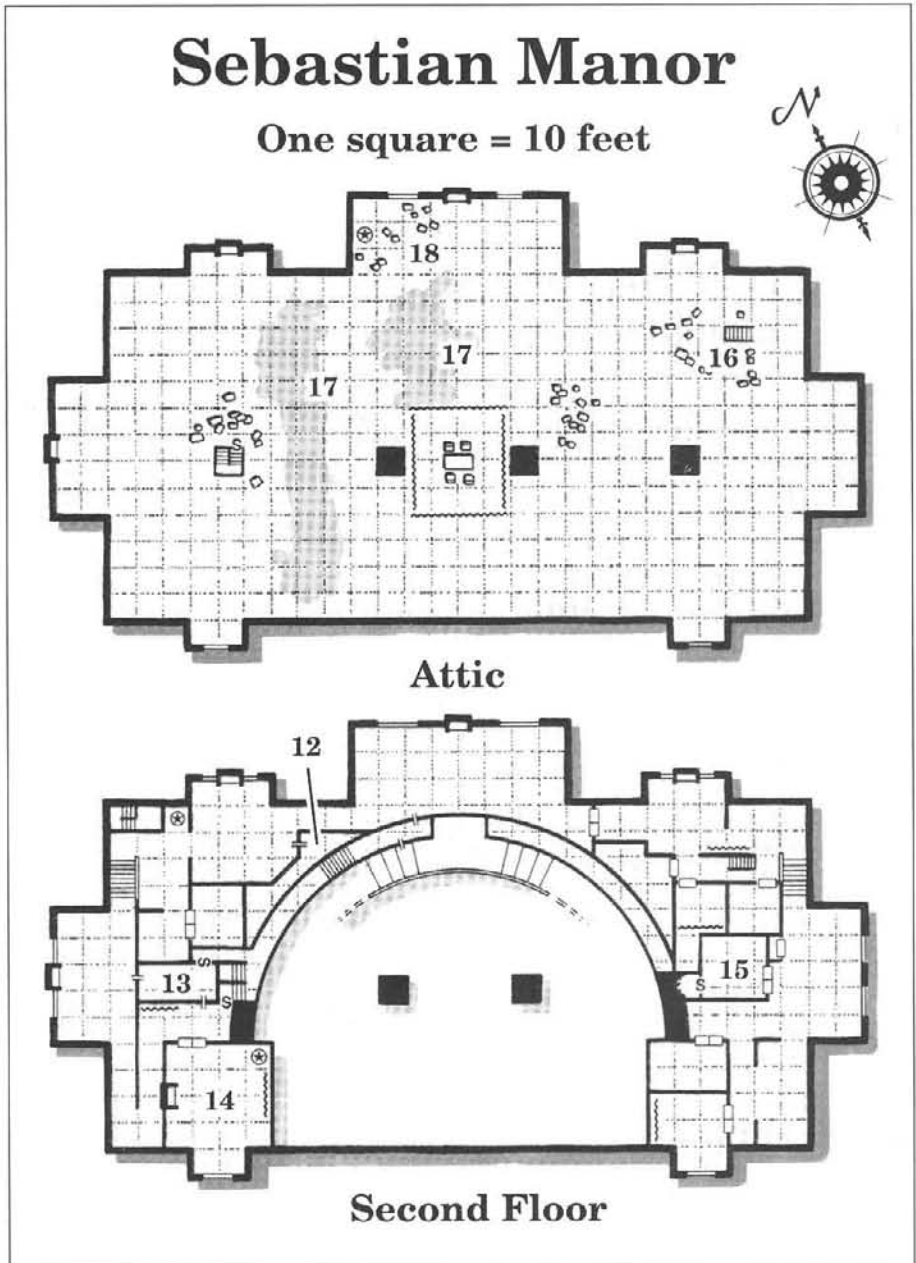 Sebastian Manor
One square = 10 feet
N
18
17
17
16
S
Attic
12
13
S
S
15
S
14
Second Floor